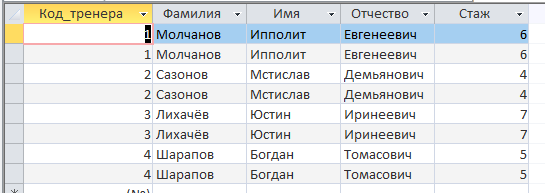 Код_тренера Фамилия Имя Отчество Стаж
1 Молчанов Ипполит Евгенеевич 6
1 Молчанов Ипполит Евгенеевич 6
2 Сазонов Мстислав Демьянович 4
2 Сазонов Мстислав Демьянович 4
3 Лихачёв Юстин Иринеевич 7
3 Лихачёв Юстин Иринеевич 7
4 Шарапов Богдан Томасович 5
4 Шарапов Богдан Томасович 5
(№)